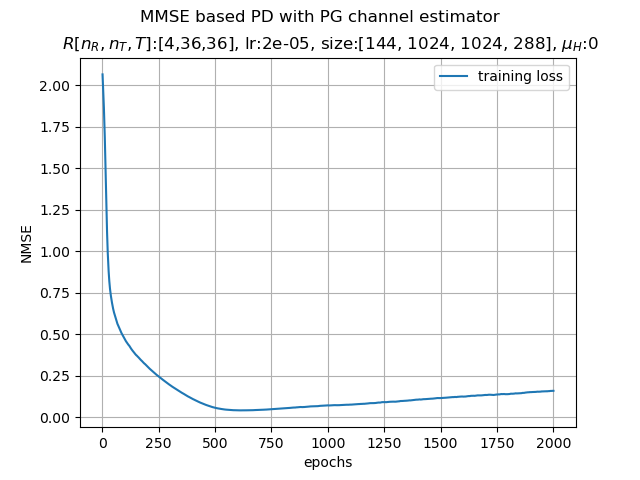 MMSE based PD with PG channel estimator
R[n_R, n_T, T]:[4,36,36], lr:2e-05, size:[144, 1024, 1024, 288], μ_H:0
training loss
2.00
1.75
1.50
1.25
1.00
0.75
0.50
0.25
0.00
NMSE
0 250 500 750 1000 1250 1500 1750 2000
epochs